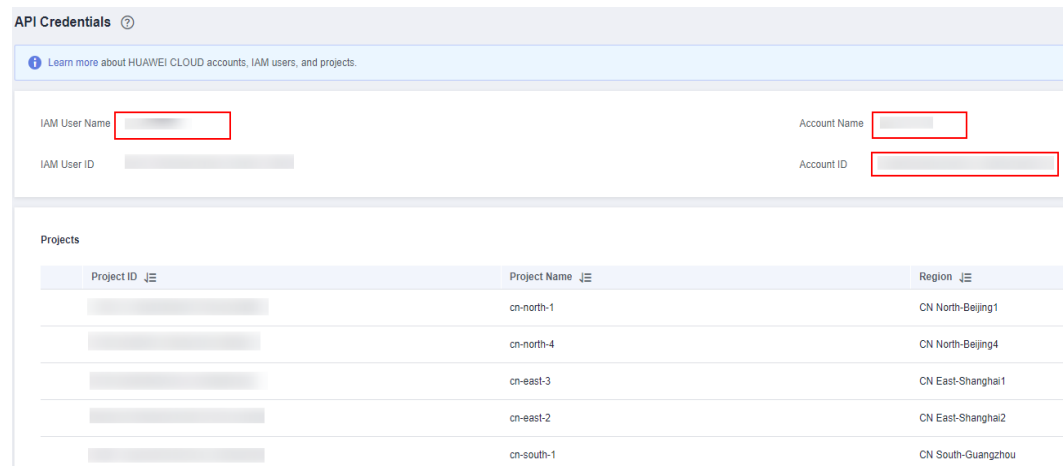 API Credentials ?
Learn more about HUAWEI CLOUD accounts, IAM users, and projects.
IAM User Name
Account Name
IAM User ID
Account ID
Projects
Project ID Project Name Region
cn-north-1 CN North-Beijing1
cn-north-4 CN North-Beijing4
cn-east-3 CN East-Shanghai1
cn-east-2 CN East-Shanghai2
cn-south-1 CN South-Guangzhou